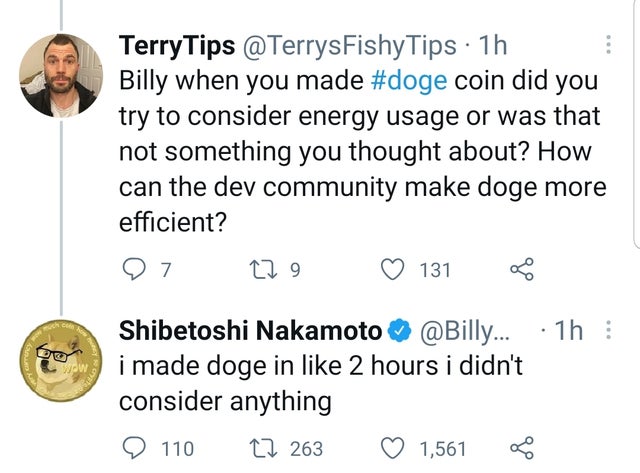 TerryTips @TerrysFishyTips · 1h
Billy when you made #doge coin did you
try to consider energy usage or was that
not something you thought about? How
can the dev community make doge more
efficient?
7 9 131
Shibetoshi Nakamoto @Billy... · 1h
wow
i made doge in like 2 hours i didn't
consider anything
110 263 1,561